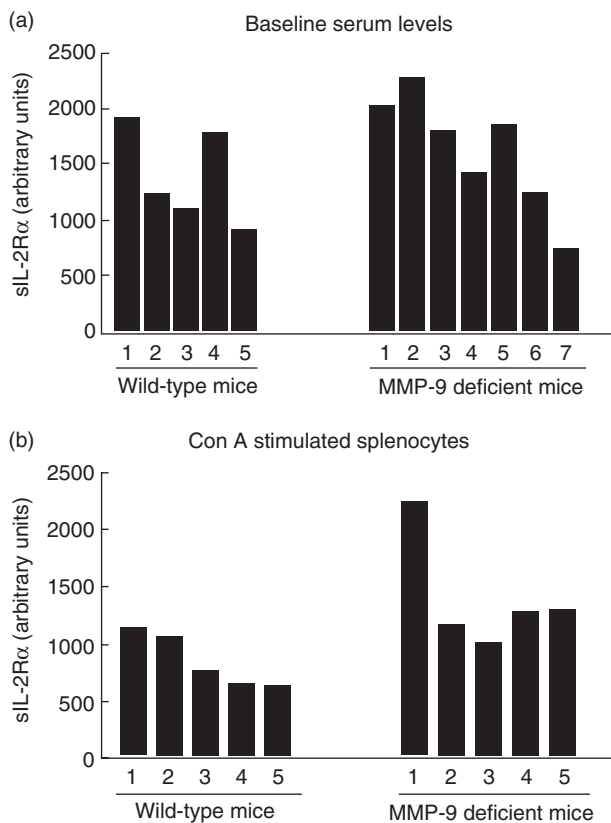 (a)
Baseline serum levels
sIL-2Rα (arbitrary units)
2500
2000
1500
1000
500
0
1 2 3 4 5
1 2 3 4 5 6 7
Wild-type mice
MMP-9 deficient mice
(b)
Con A stimulated splenocytes
sIL-2Rα (arbitrary units)
2500
2000
1500
1000
500
0
1 2 3 4 5
1 2 3 4 5
Wild-type mice
MMP-9 deficient mice